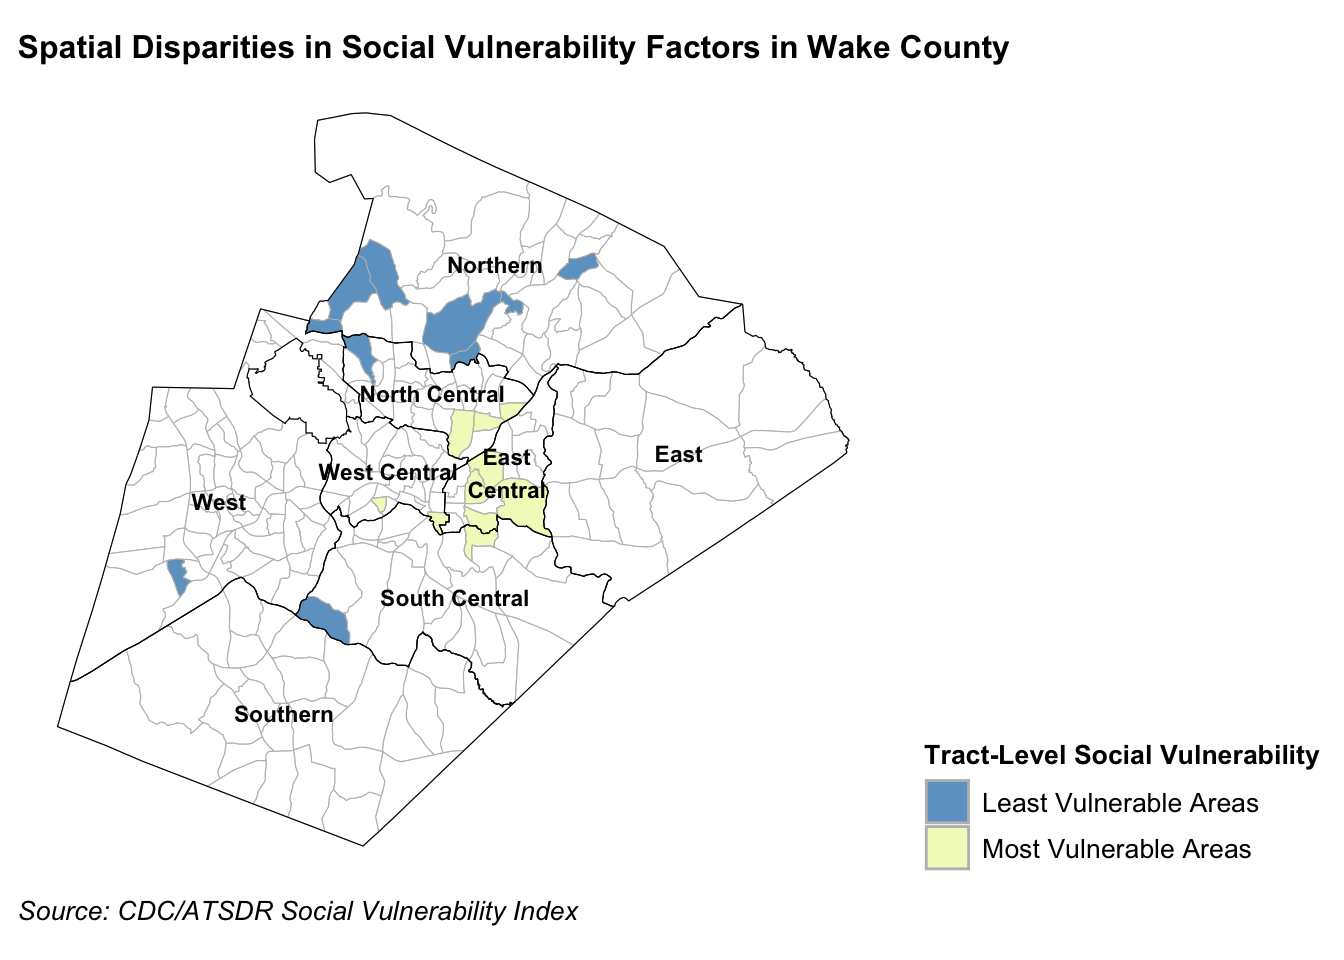 Spatial Disparities in Social Vulnerability Factors in Wake County
Northern
North Central
East
Central
East
West Central
West
South Central
Southern
Tract-Level Social Vulnerability
Least Vulnerable Areas
Most Vulnerable Areas
Source: CDC/ATSDR Social Vulnerability Index